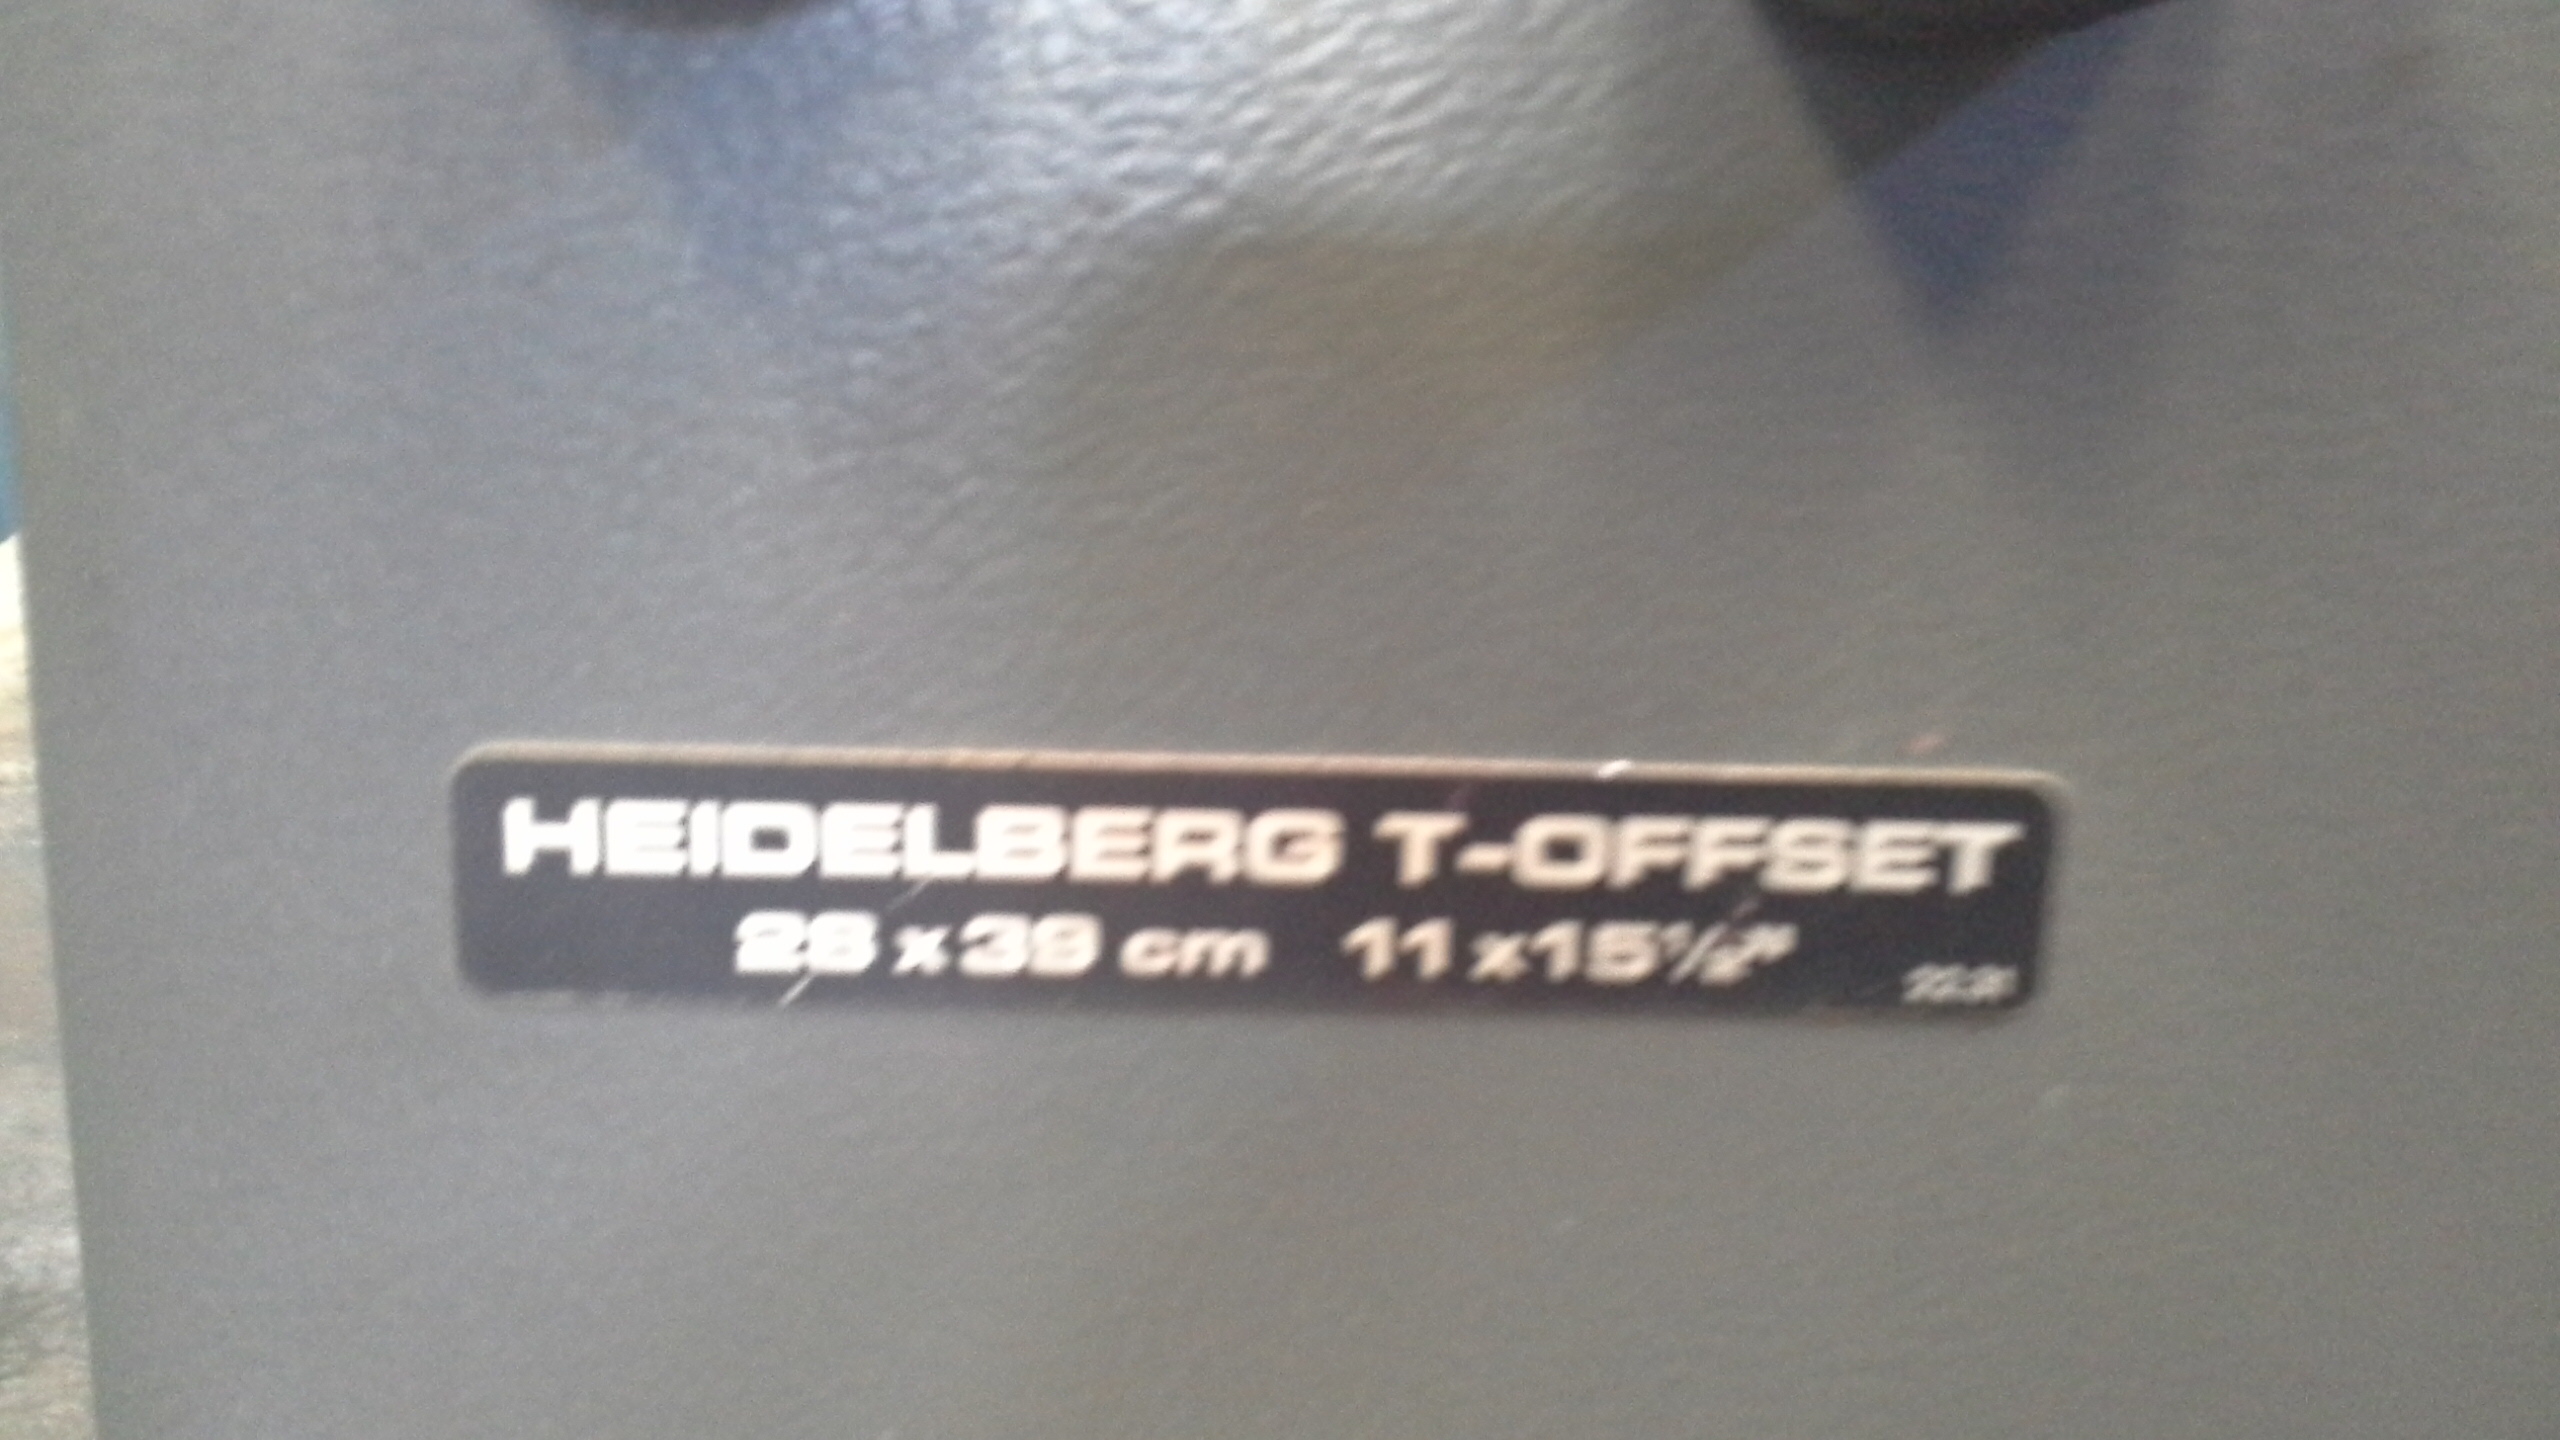 HEIDELBERG T-OFFSET
28 x 39 cm 11 x 15½"